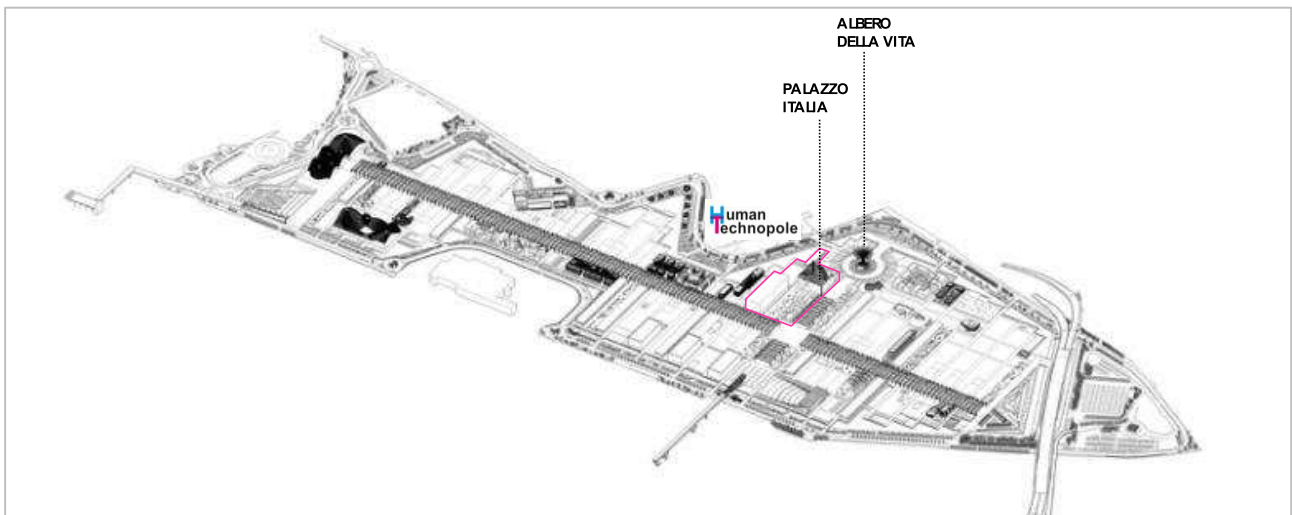 ALBERO
DELLA VITA
PALAZZO
ITALIA
Human
Technopole